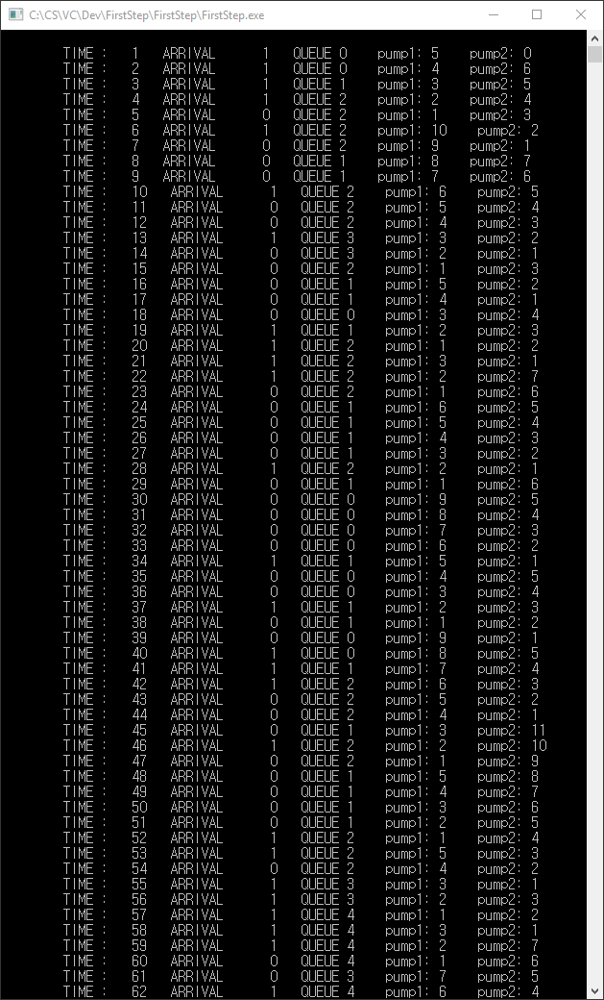 C:\CS\VC\Dev\FirstStep\FirstStep\FirstStep.exe
TIME : 1 ARRIVAL 1 QUEUE 0 pump1: 5 pump2: 0
TIME : 2 ARRIVAL 1 QUEUE 0 pump1: 4 pump2: 6
TIME : 3 ARRIVAL 1 QUEUE 1 pump1: 3 pump2: 5
TIME : 4 ARRIVAL 1 QUEUE 2 pump1: 2 pump2: 4
TIME : 5 ARRIVAL 0 QUEUE 2 pump1: 1 pump2: 3
TIME : 6 ARRIVAL 1 QUEUE 2 pump1: 10 pump2: 2
TIME : 7 ARRIVAL 0 QUEUE 2 pump1: 9 pump2: 1
TIME : 8 ARRIVAL 0 QUEUE 1 pump1: 8 pump2: 7
TIME : 9 ARRIVAL 0 QUEUE 1 pump1: 7 pump2: 6
TIME : 10 ARRIVAL 1 QUEUE 2 pump1: 6 pump2: 5
TIME : 11 ARRIVAL 0 QUEUE 2 pump1: 5 pump2: 4
TIME : 12 ARRIVAL 0 QUEUE 2 pump1: 4 pump2: 3
TIME : 13 ARRIVAL 1 QUEUE 3 pump1: 3 pump2: 2
TIME : 14 ARRIVAL 0 QUEUE 3 pump1: 2 pump2: 1
TIME : 15 ARRIVAL 0 QUEUE 2 pump1: 1 pump2: 3
TIME : 16 ARRIVAL 0 QUEUE 1 pump1: 5 pump2: 2
TIME : 17 ARRIVAL 0 QUEUE 1 pump1: 4 pump2: 1
TIME : 18 ARRIVAL 0 QUEUE 0 pump1: 3 pump2: 4
TIME : 19 ARRIVAL 1 QUEUE 1 pump1: 2 pump2: 3
TIME : 20 ARRIVAL 1 QUEUE 2 pump1: 1 pump2: 2
TIME : 21 ARRIVAL 1 QUEUE 2 pump1: 3 pump2: 1
TIME : 22 ARRIVAL 1 QUEUE 2 pump1: 2 pump2: 7
TIME : 23 ARRIVAL 0 QUEUE 2 pump1: 1 pump2: 6
TIME : 24 ARRIVAL 0 QUEUE 1 pump1: 6 pump2: 5
TIME : 25 ARRIVAL 0 QUEUE 1 pump1: 5 pump2: 4
TIME : 26 ARRIVAL 0 QUEUE 1 pump1: 4 pump2: 3
TIME : 27 ARRIVAL 0 QUEUE 1 pump1: 3 pump2: 2
TIME : 28 ARRIVAL 1 QUEUE 2 pump1: 2 pump2: 1
TIME : 29 ARRIVAL 0 QUEUE 1 pump1: 1 pump2: 6
TIME : 30 ARRIVAL 0 QUEUE 0 pump1: 9 pump2: 5
TIME : 31 ARRIVAL 0 QUEUE 0 pump1: 8 pump2: 4
TIME : 32 ARRIVAL 0 QUEUE 0 pump1: 7 pump2: 3
TIME : 33 ARRIVAL 0 QUEUE 0 pump1: 6 pump2: 2
TIME : 34 ARRIVAL 1 QUEUE 1 pump1: 5 pump2: 1
TIME : 35 ARRIVAL 0 QUEUE 0 pump1: 4 pump2: 5
TIME : 36 ARRIVAL 0 QUEUE 0 pump1: 3 pump2: 4
TIME : 37 ARRIVAL 1 QUEUE 1 pump1: 2 pump2: 3
TIME : 38 ARRIVAL 0 QUEUE 1 pump1: 1 pump2: 2
TIME : 39 ARRIVAL 0 QUEUE 0 pump1: 9 pump2: 1
TIME : 40 ARRIVAL 1 QUEUE 0 pump1: 8 pump2: 5
TIME : 41 ARRIVAL 1 QUEUE 1 pump1: 7 pump2: 4
TIME : 42 ARRIVAL 1 QUEUE 2 pump1: 6 pump2: 3
TIME : 43 ARRIVAL 0 QUEUE 2 pump1: 5 pump2: 2
TIME : 44 ARRIVAL 0 QUEUE 2 pump1: 4 pump2: 1
TIME : 45 ARRIVAL 0 QUEUE 1 pump1: 3 pump2: 11
TIME : 46 ARRIVAL 1 QUEUE 2 pump1: 2 pump2: 10
TIME : 47 ARRIVAL 0 QUEUE 2 pump1: 1 pump2: 9
TIME : 48 ARRIVAL 0 QUEUE 1 pump1: 5 pump2: 8
TIME : 49 ARRIVAL 0 QUEUE 1 pump1: 4 pump2: 7
TIME : 50 ARRIVAL 0 QUEUE 1 pump1: 3 pump2: 6
TIME : 51 ARRIVAL 0 QUEUE 1 pump1: 2 pump2: 5
TIME : 52 ARRIVAL 1 QUEUE 2 pump1: 1 pump2: 4
TIME : 53 ARRIVAL 1 QUEUE 2 pump1: 5 pump2: 3
TIME : 54 ARRIVAL 0 QUEUE 2 pump1: 4 pump2: 2
TIME : 55 ARRIVAL 1 QUEUE 3 pump1: 3 pump2: 1
TIME : 56 ARRIVAL 1 QUEUE 3 pump1: 2 pump2: 3
TIME : 57 ARRIVAL 1 QUEUE 4 pump1: 1 pump2: 2
TIME : 58 ARRIVAL 1 QUEUE 4 pump1: 3 pump2: 1
TIME : 59 ARRIVAL 1 QUEUE 4 pump1: 2 pump2: 7
TIME : 60 ARRIVAL 0 QUEUE 4 pump1: 1 pump2: 6
TIME : 61 ARRIVAL 0 QUEUE 3 pump1: 7 pump2: 5
TIME : 62 ARRIVAL 1 QUEUE 4 pump1: 6 pump2: 4